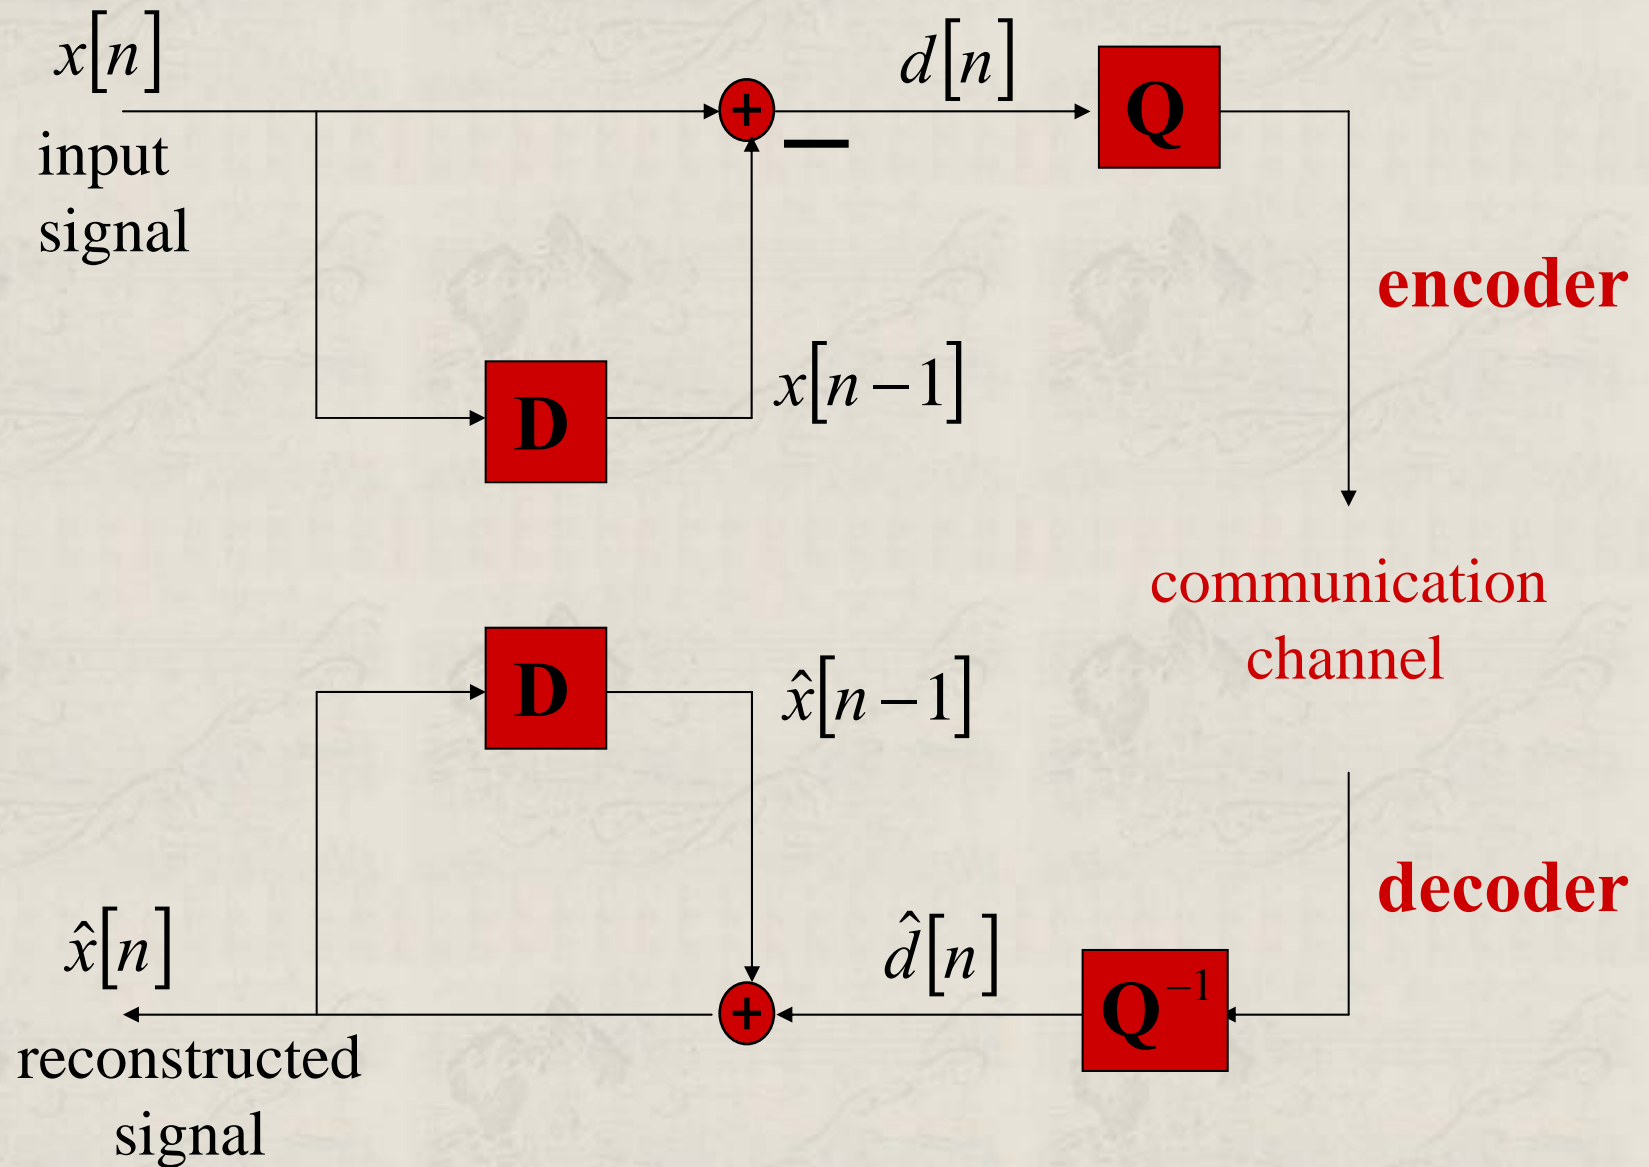 x[n]
+
−
d[n]
Q
input
signal
encoder
D
x[n−1]
communication
channel
D
x̂[n−1]
decoder
x̂[n]
+
d̂[n]
Q⁻¹
reconstructed
signal